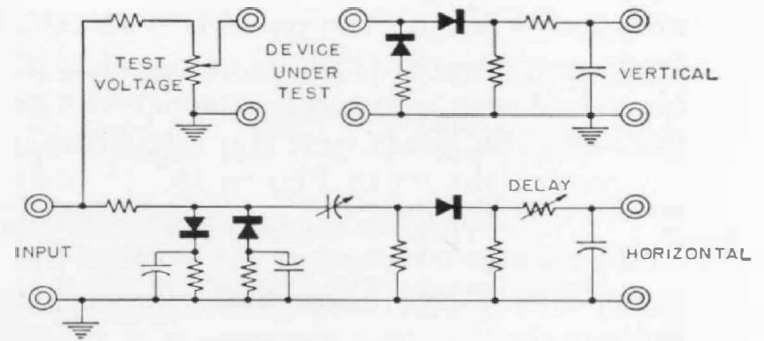 TEST
VOLTAGE
DEVICE
UNDER
TEST
VERTICAL
DELAY
INPUT
HORIZONTAL